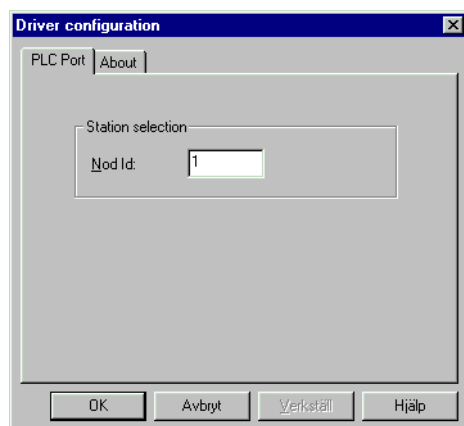 Driver configuration
PLC Port About
Station selection
Nod Id: 1
OK Avbryt Verkställ Hjälp